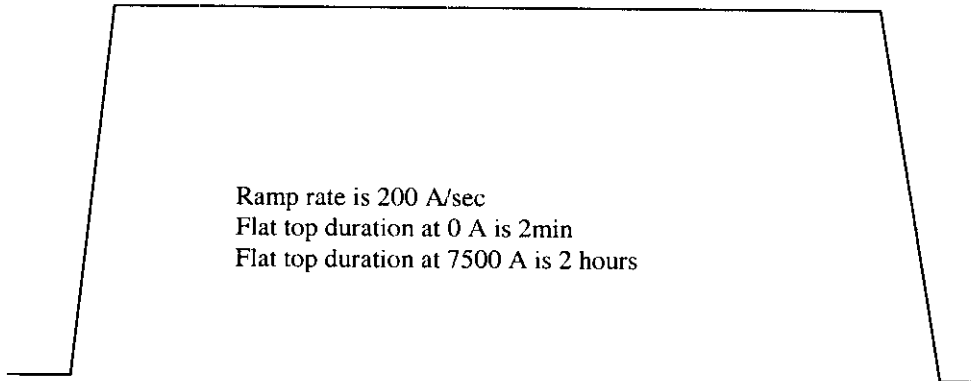 Ramp rate is 200 A/sec
Flat top duration at 0 A is 2min
Flat top duration at 7500 A is 2 hours